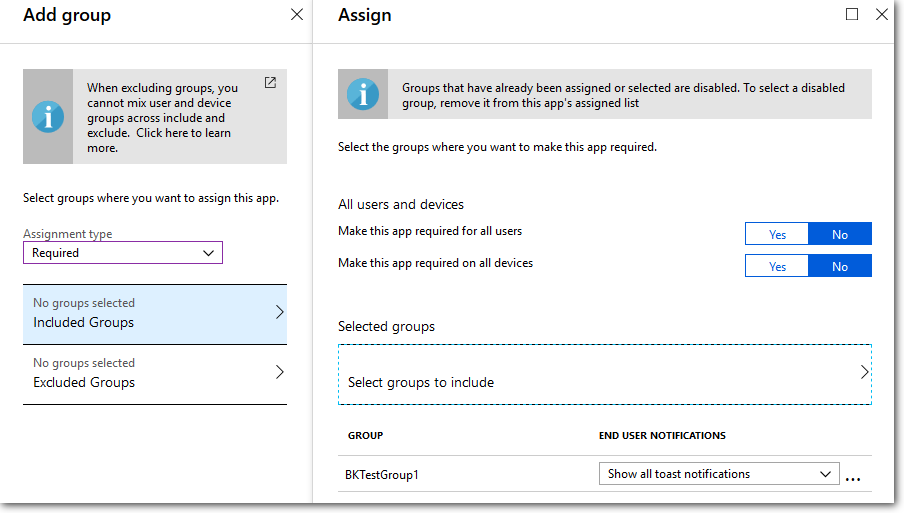 Add group
When excluding groups, you
cannot mix user and device
groups across include and
exclude. Click here to learn
more.
Select groups where you want to assign this app.
Assignment type
Required
No groups selected
Included Groups
No groups selected
Excluded Groups
Assign
Groups that have already been assigned or selected are disabled. To select a disabled
group, remove it from this app's assigned list
Select the groups where you want to make this app required.
All users and devices
Make this app required for all users
Yes No
Make this app required on all devices
Yes No
Selected groups
Select groups to include
GROUP END USER NOTIFICATIONS
BKTestGroup1 Show all toast notifications ...